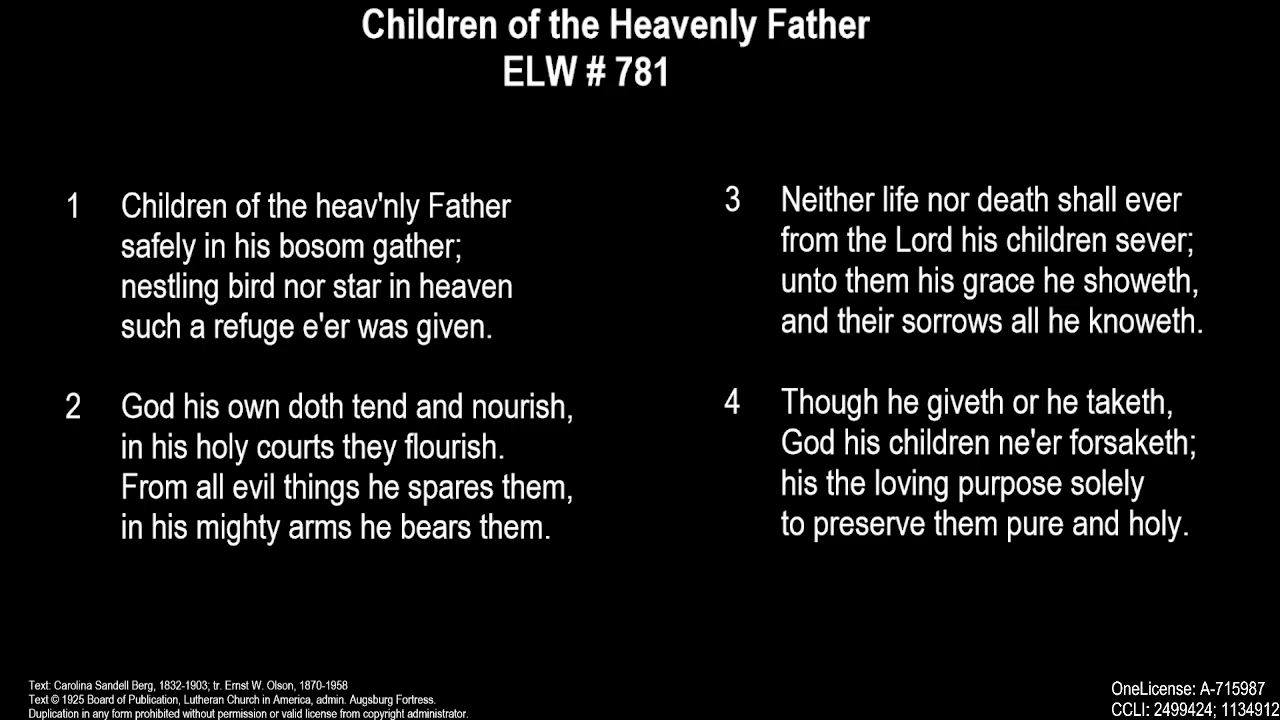 Children of the Heavenly Father
ELW # 781
1 Children of the heav'nly Father
safely in his bosom gather;
nestling bird nor star in heaven
such a refuge e'er was given.
2 God his own doth tend and nourish,
in his holy courts they flourish.
From all evil things he spares them,
in his mighty arms he bears them.
3 Neither life nor death shall ever
from the Lord his children sever;
unto them his grace he showeth,
and their sorrows all he knoweth.
4 Though he giveth or he taketh,
God his children ne'er forsaketh;
his the loving purpose solely
to preserve them pure and holy.
Text: Carolina Sandell Berg, 1832-1903; tr. Ernst W. Olson, 1870-1958
Text © 1925 Board of Publication, Lutheran Church in America, admin. Augsburg Fortress.
Duplication in any form prohibited without permission or valid license from copyright administrator.
OneLicense: A-715987
CCLI: 2499424; 1134912